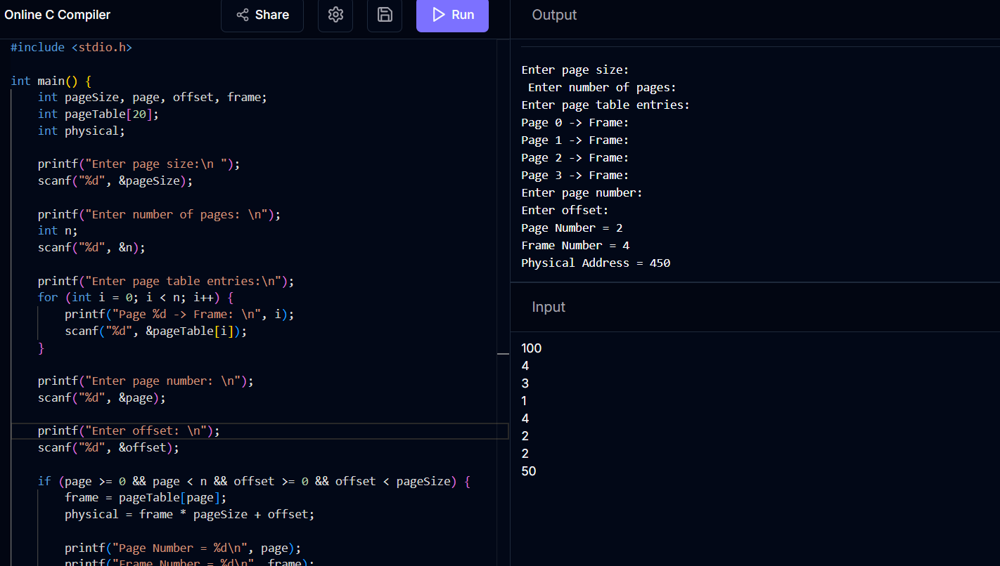 Online C Compiler
Share
Run
#include <stdio.h>
int main() {
    int pageSize, page, offset, frame;
    int pageTable[20];
    int physical;
    printf("Enter page size:\n ");
    scanf("%d", &pageSize);
    printf("Enter number of pages: \n");
    int n;
    scanf("%d", &n);
    printf("Enter page table entries:\n");
    for (int i = 0; i < n; i++) {
        printf("Page %d -> Frame: \n", i);
        scanf("%d", &pageTable[i]);
    }
    printf("Enter page number: \n");
    scanf("%d", &page);
    printf("Enter offset: \n");
    scanf("%d", &offset);
    if (page >= 0 && page < n && offset >= 0 && offset < pageSize) {
        frame = pageTable[page];
        physical = frame * pageSize + offset;
        printf("Page Number = %d\n", page);
        printf("Frame Number = %d\n", frame);
Output
Enter page size:
 Enter number of pages:
Enter page table entries:
Page 0 -> Frame:
Page 1 -> Frame:
Page 2 -> Frame:
Page 3 -> Frame:
Enter page number:
Enter offset:
Page Number = 2
Frame Number = 4
Physical Address = 450
Input
100
4
3
1
4
2
2
50